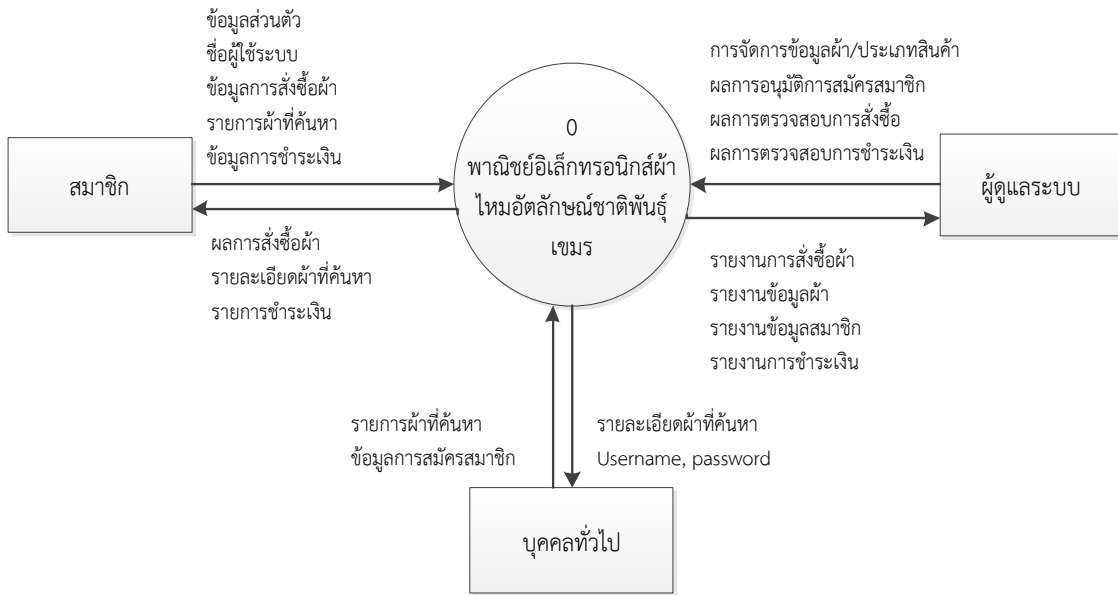 ข้อมูลส่วนตัว
ชื่อผู้ใช้ระบบ
ข้อมูลการสั่งซื้อผ้า
รายการผ้าที่ค้นหา
ข้อมูลการชำระเงิน
การจัดการข้อมูลผ้า/ประเภทสินค้า
ผลการอนุมัติการสมัครสมาชิก
ผลการตรวจสอบการสั่งซื้อ
ผลการตรวจสอบการชำระเงิน
สมาชิก
0
พาณิชย์อิเล็กทรอนิกส์ผ้า
ไหมอัตลักษณ์ชาติพันธุ์
เขมร
ผู้ดูแลระบบ
ผลการสั่งซื้อผ้า
รายละเอียดผ้าที่ค้นหา
รายการชำระเงิน
รายงานการสั่งซื้อผ้า
รายงานข้อมูลผ้า
รายงานข้อมูลสมาชิก
รายงานการชำระเงิน
รายการผ้าที่ค้นหา
ข้อมูลการสมัครสมาชิก
รายละเอียดผ้าที่ค้นหา
Username, password
บุคคลทั่วไป